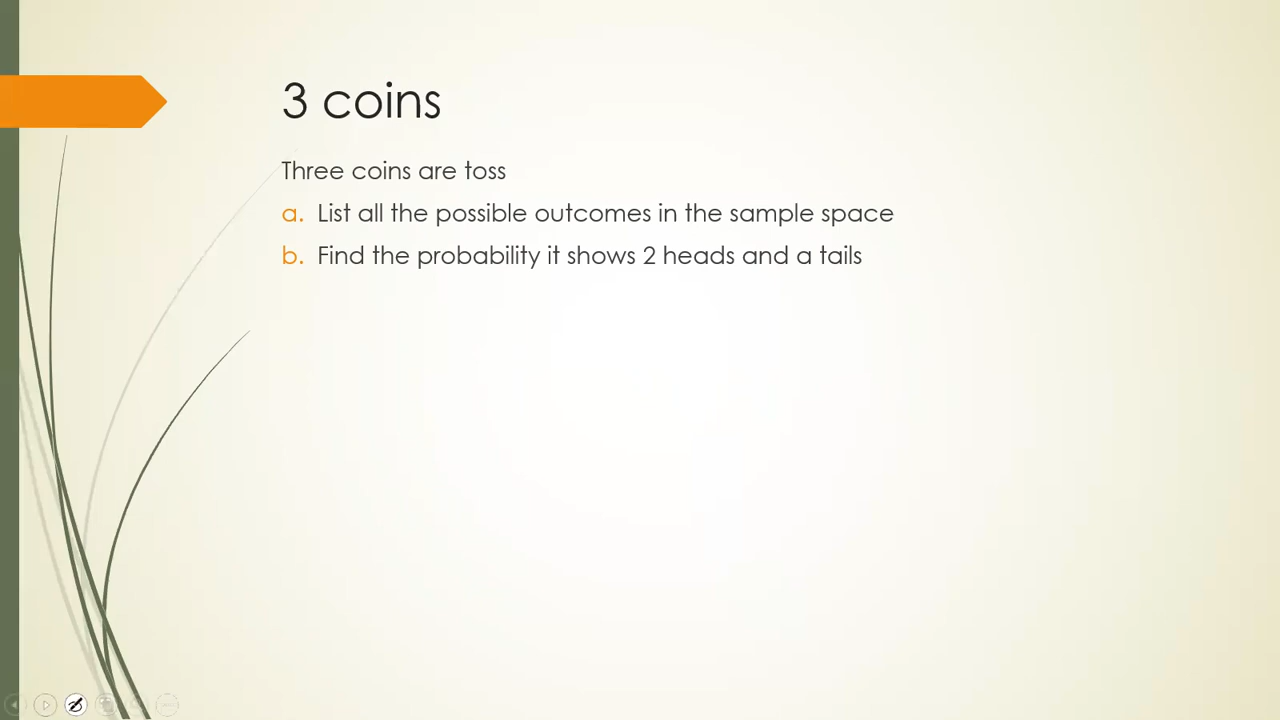 3 coins
Three coins are toss
a. List all the possible outcomes in the sample space
b. Find the probability it shows 2 heads and a tails